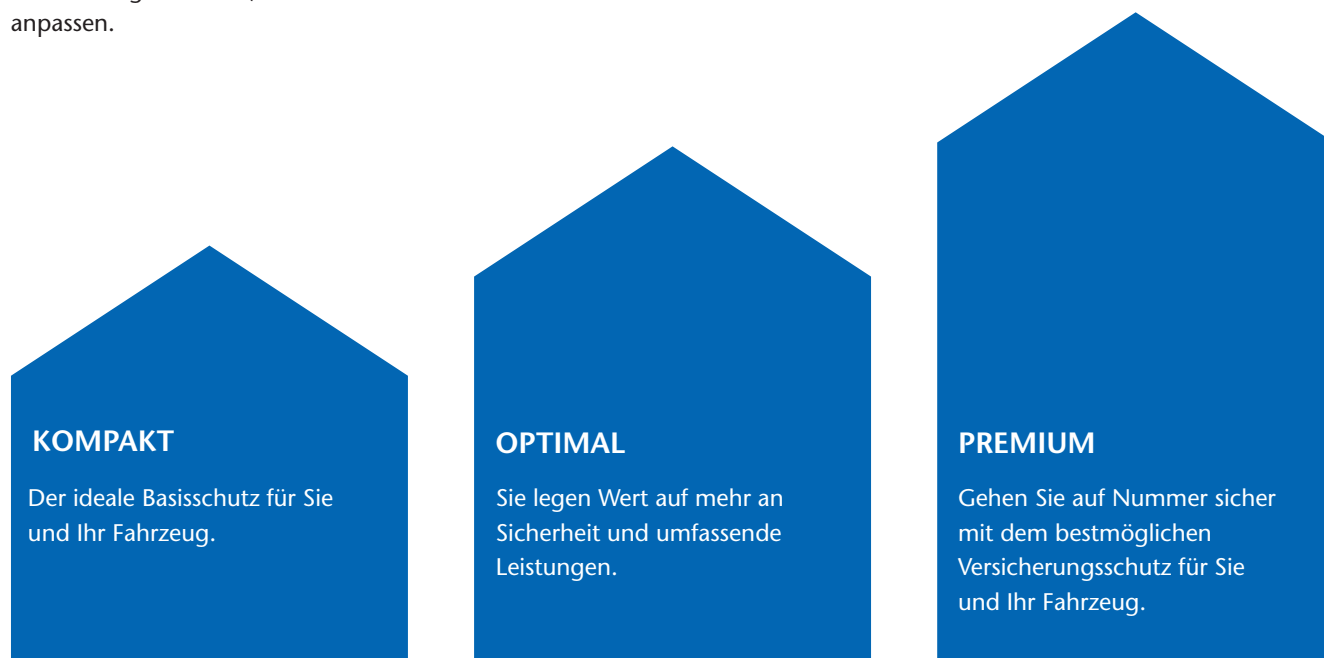 anpassen.
KOMPAKT
Der ideale Basisschutz für Sie
und Ihr Fahrzeug.
OPTIMAL
Sie legen Wert auf mehr an
Sicherheit und umfassende
Leistungen.
PREMIUM
Gehen Sie auf Nummer sicher
mit dem bestmöglichen
Versicherungsschutz für Sie
und Ihr Fahrzeug.